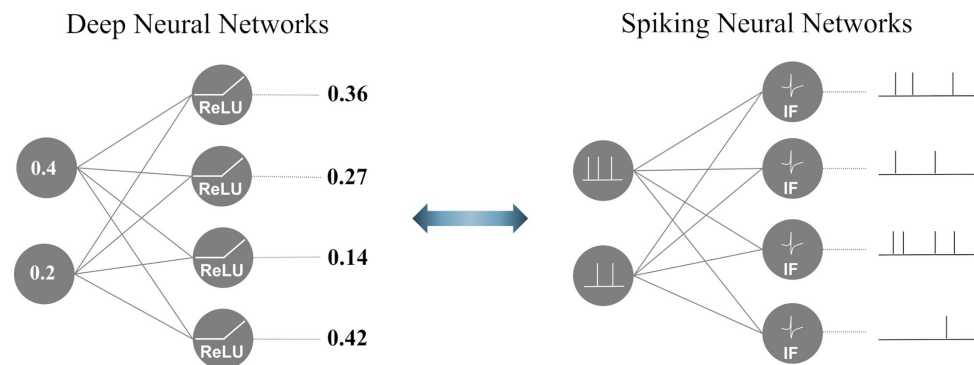 Deep Neural Networks
Spiking Neural Networks
ReLU
0.36
0.4
ReLU
0.27
0.2
ReLU
0.14
ReLU
0.42
IF
IF
IF
IF